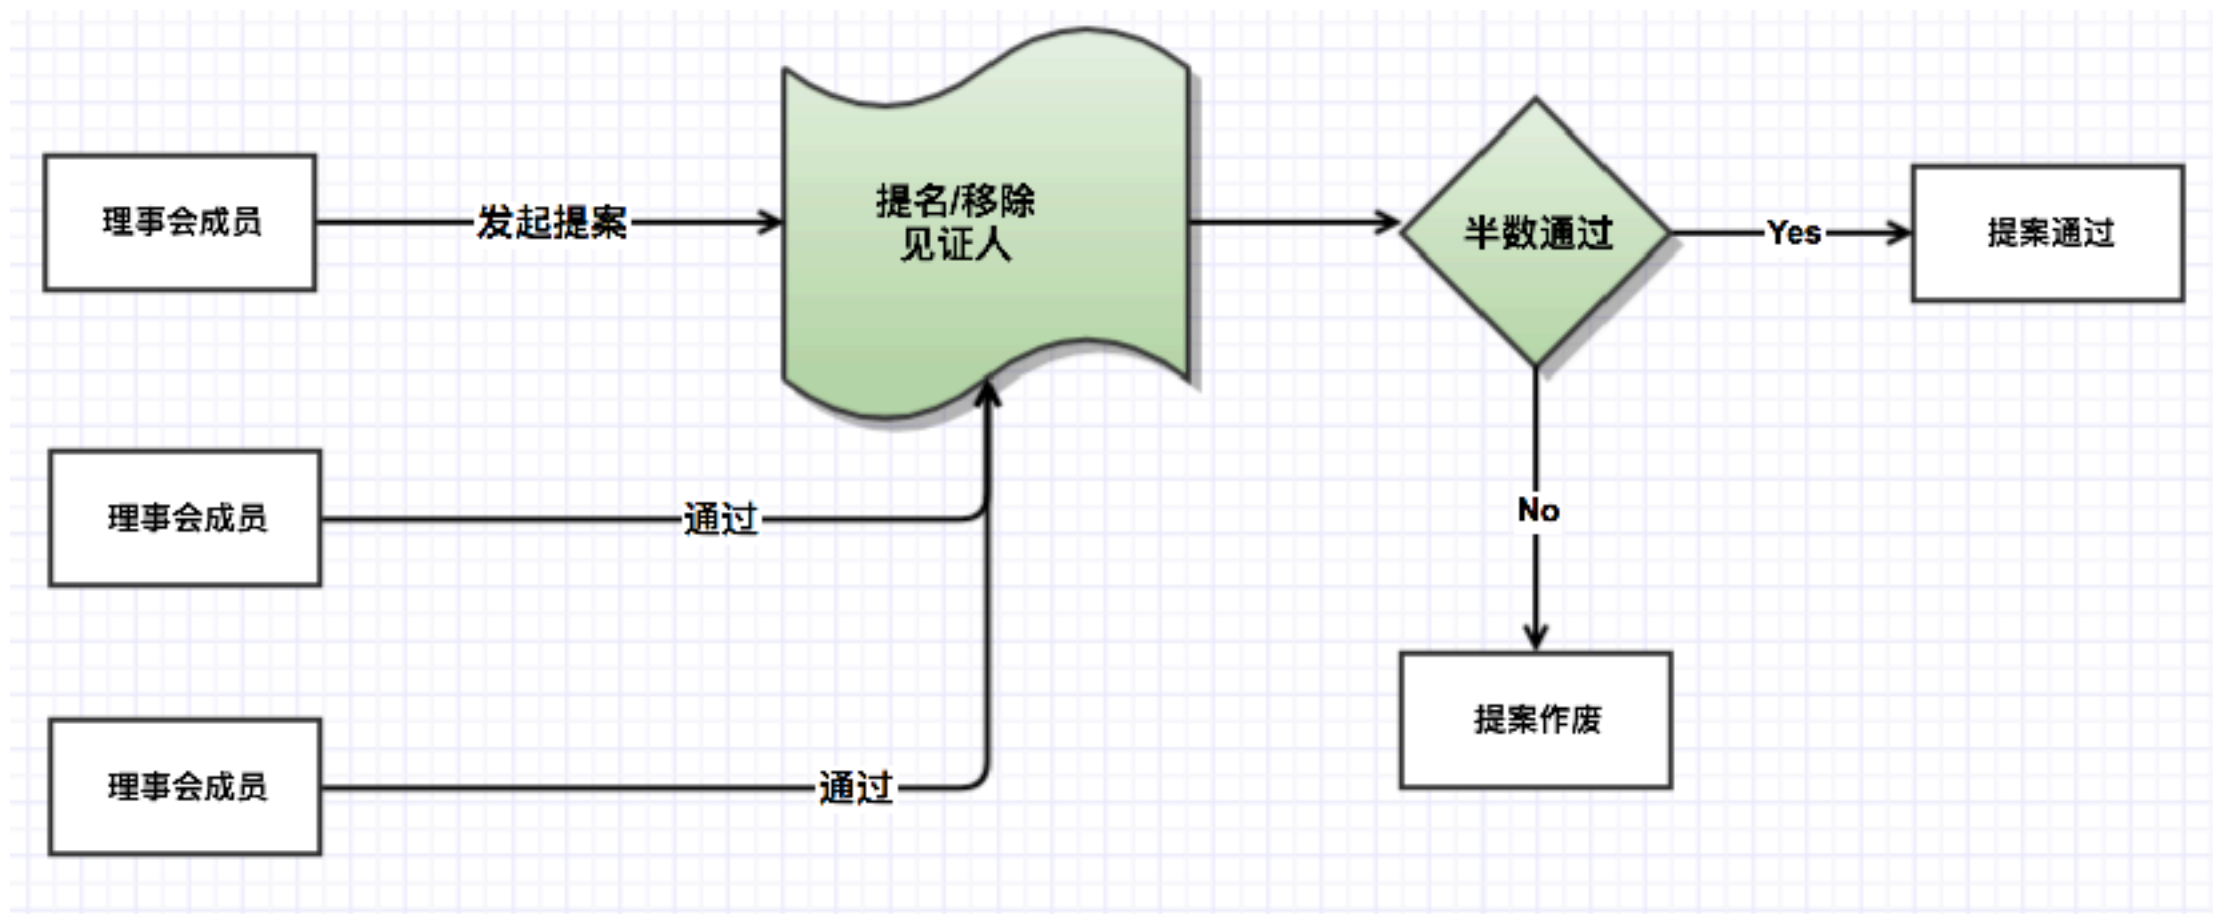 理事会成员
发起提案
提名/移除
见证人
半数通过
Yes
提案通过
理事会成员
通过
No
理事会成员
通过
提案作废